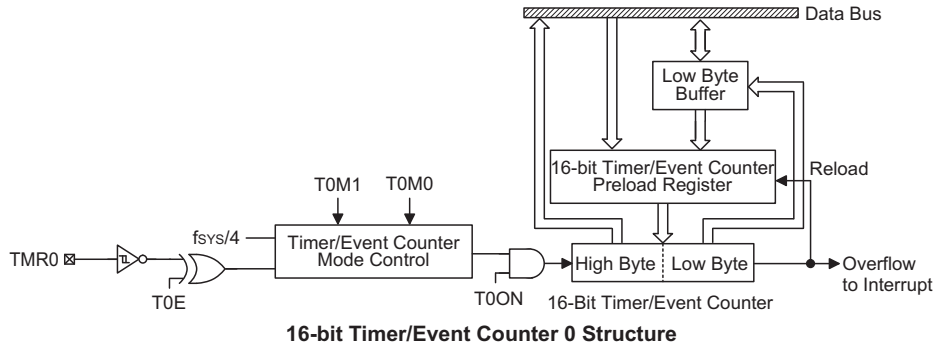 Data Bus
Low Byte
Buffer
16-bit Timer/Event Counter
Preload Register
Reload
T0M1
T0M0
fSYS/4
Timer/Event Counter
Mode Control
TMR0
T0E
T0ON
High Byte
Low Byte
Overflow
to Interrupt
16-Bit Timer/Event Counter
16-bit Timer/Event Counter 0 Structure